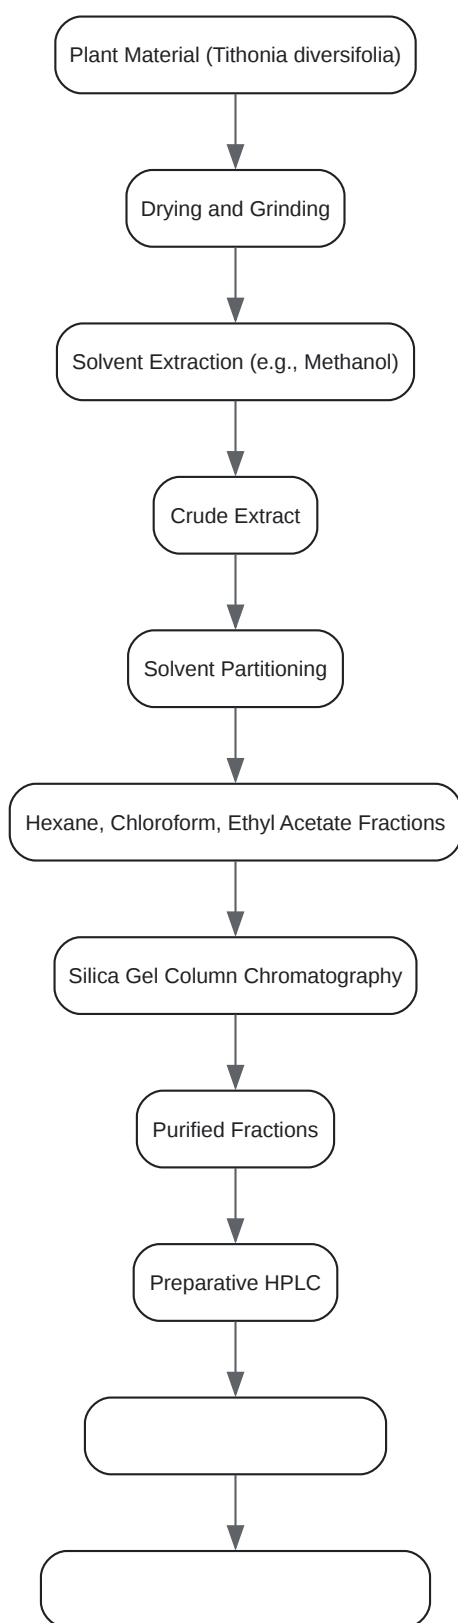 Plant Material (Tithonia diversifolia)
Drying and Grinding
Solvent Extraction (e.g., Methanol)
Crude Extract
Solvent Partitioning
Hexane, Chloroform, Ethyl Acetate Fractions
Silica Gel Column Chromatography
Purified Fractions
Preparative HPLC